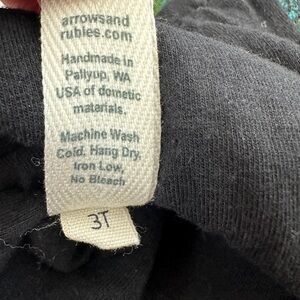 arrowsand
rubies.com
Handmade in
Pallyup, WA
USA of dometic
materials.
Machine Wash
Cold, Hang Dry,
Iron Low,
No Bleach
3T